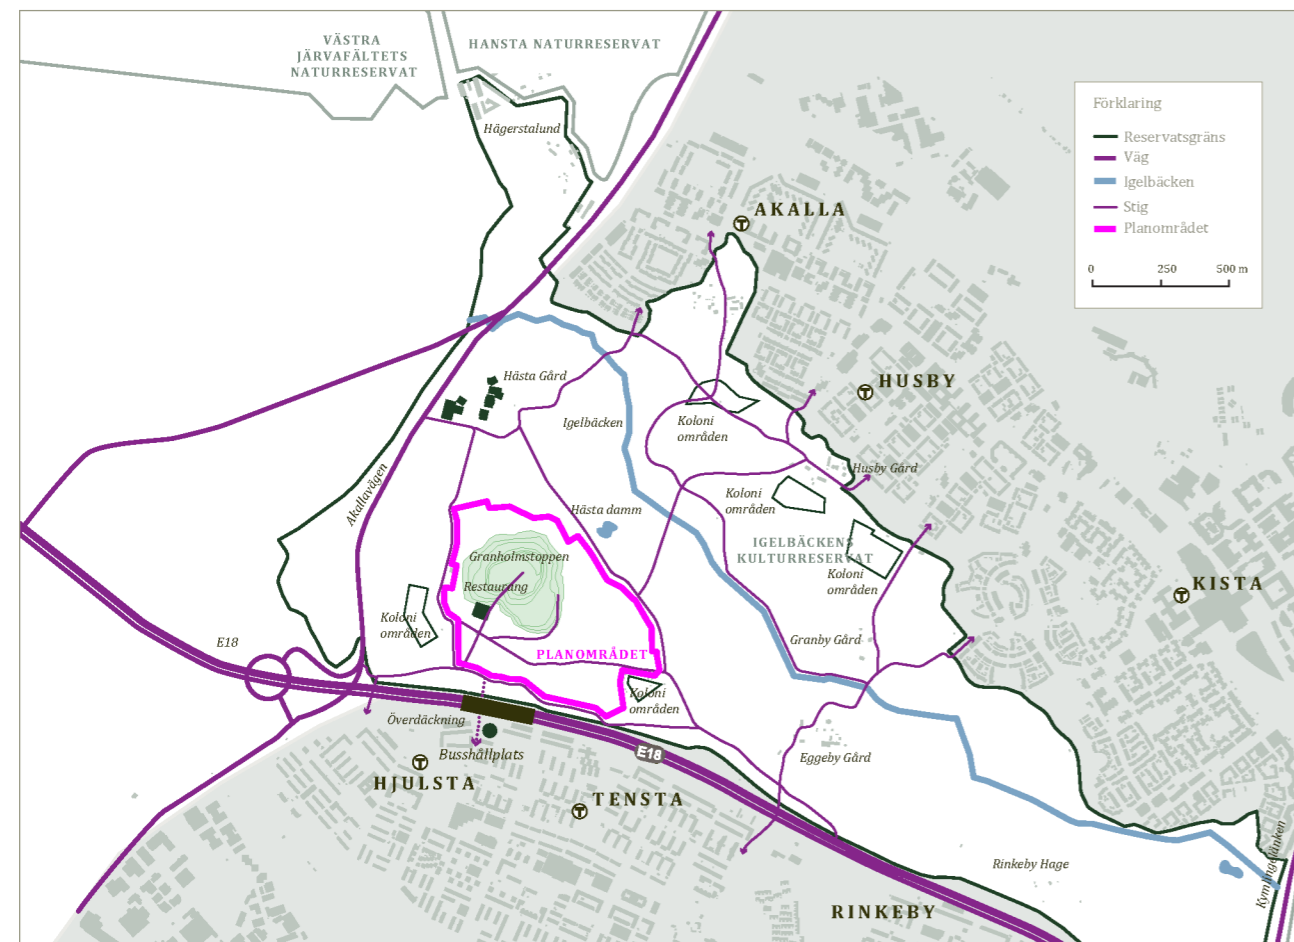 VÄSTRA
JÄRVAFÄLTETS
NATURRESERVAT
HANSTA NATURRESERVAT
Hägerstalund
Förklaring
Reservatsgräns
Väg
Igelbäcken
Stig
Planområdet
0 250 500 m
T AKALLA
Hästa Gård
T HUSBY
Igelbäcken
Koloni
områden
Husby Gård
Akallavägen
Koloni
områden
Hästa damm
IGELBÄCKENS
KULTURRESERVAT
Granholmstoppen
Restaurang
Koloni
områden
T KISTA
Koloni
områden
E18
Granby Gård
PLANOMRÅDET
Koloni
områden
Överdäckning
Busshållplats
E18
Eggeby Gård
T
HJULSTA
T TENSTA
Rinkeby Hage
Kymlingelänken
RINKEBY